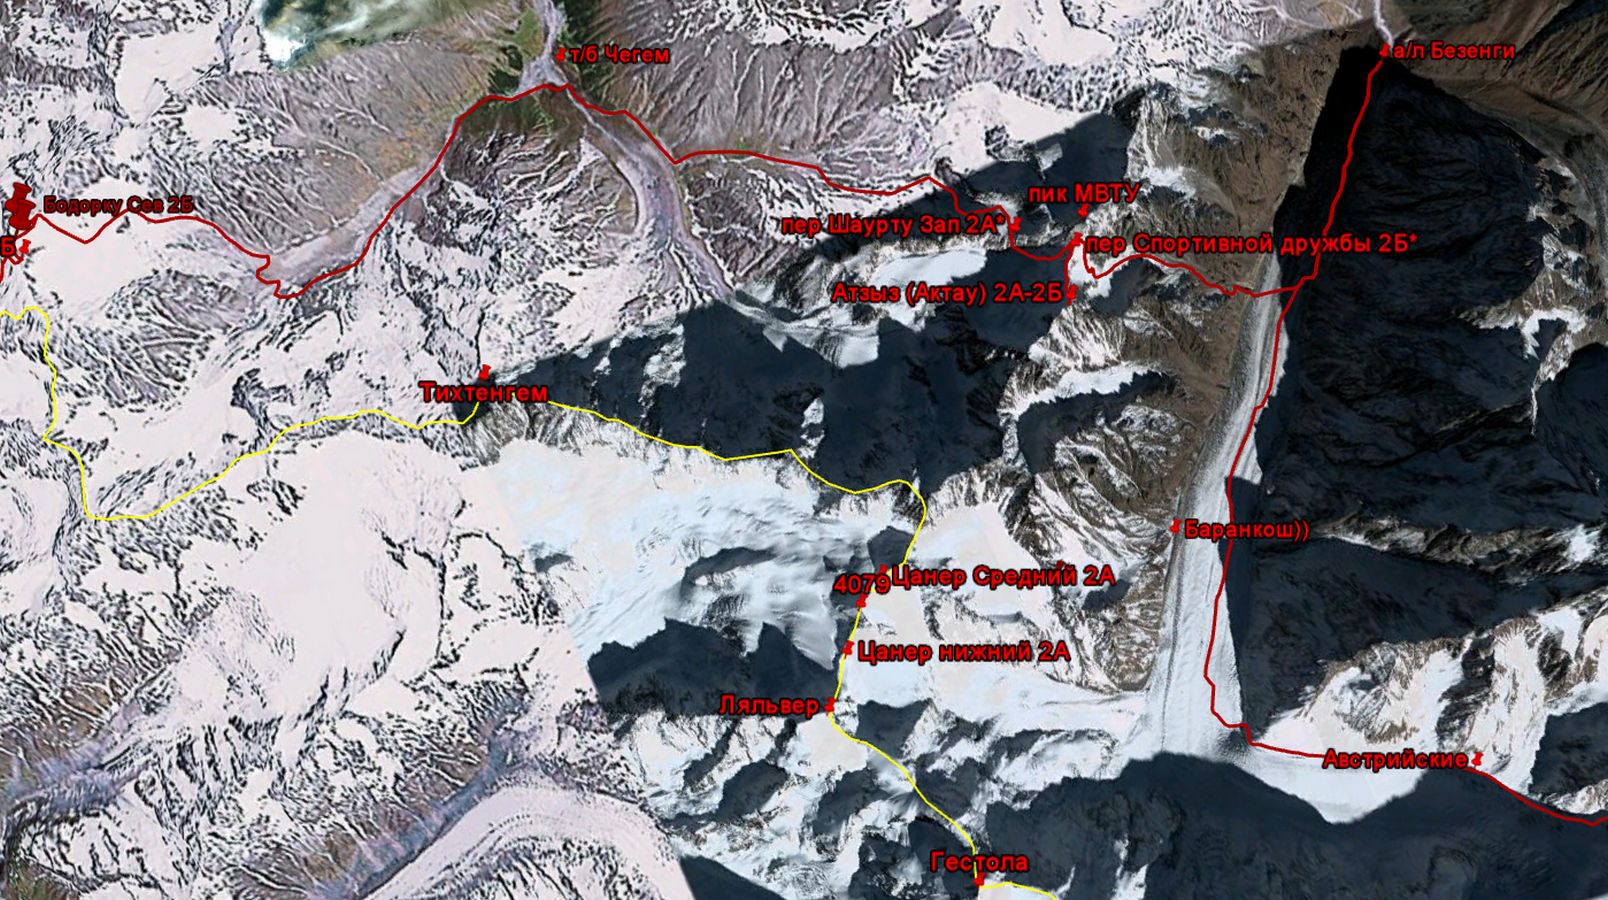 т/б Чегем
а/л Безенги
пик МВТУ
Бодорку Сев 2Б
пер Шаурту Зап 2А*
пер Спортивной дружбы 2Б*
Б
Атзыз (Актау) 2А-2Б
Тихтенгем
Баранкош))
4079
Цанер Средний 2А
Цанер нижний 2А
Ляльвер
Австрийские
Гестола